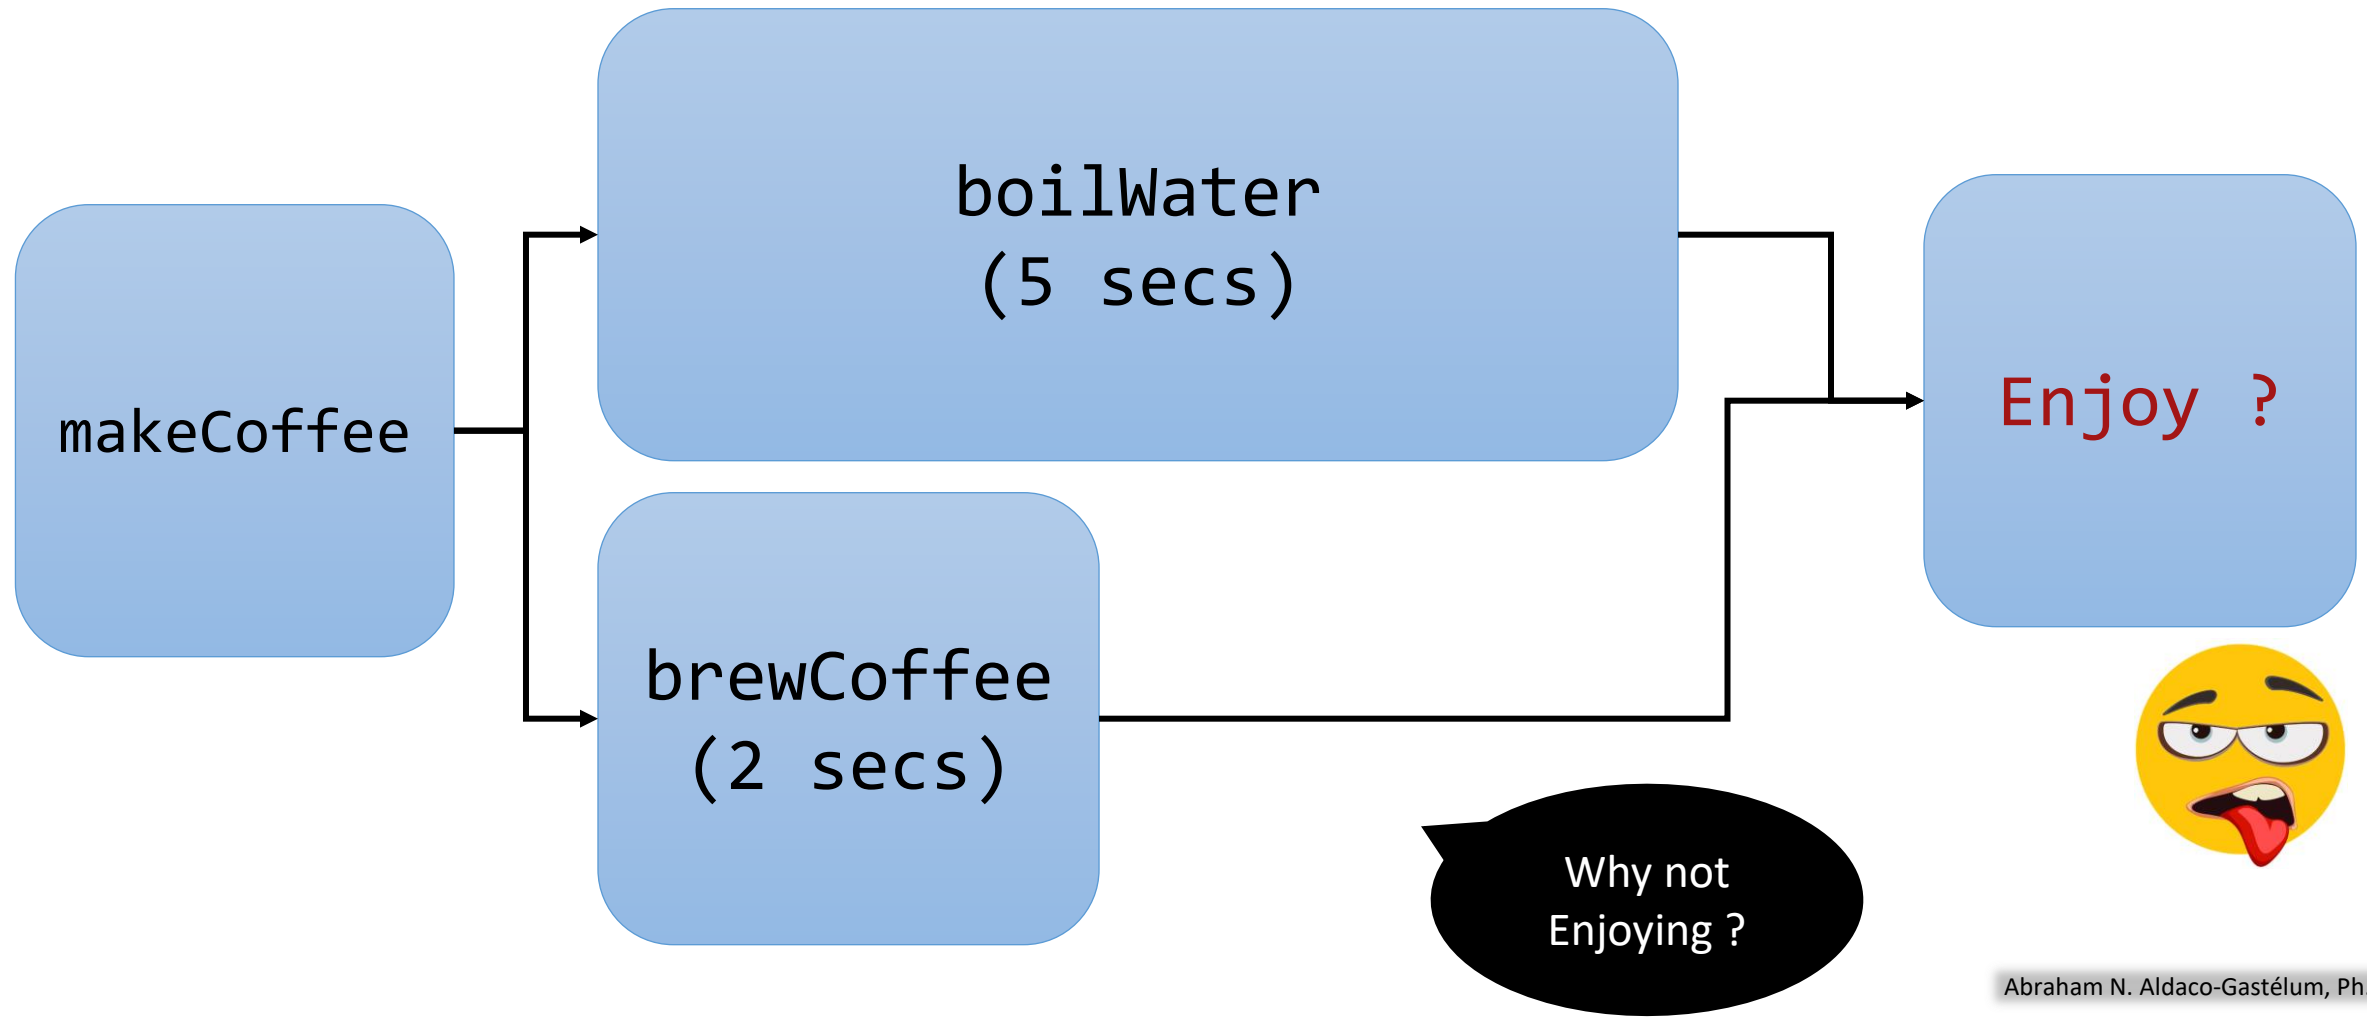 makeCoffee
boilWater
(5 secs)
brewCoffee
(2 secs)
Enjoy ?
Why not
Enjoying ?
Abraham N. Aldaco-Gastélum, Ph.